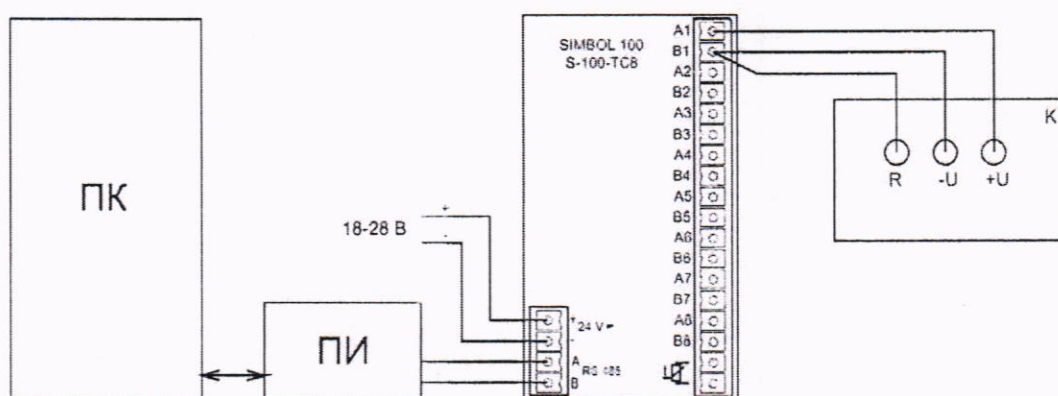 ПК
18-28 В
+
-
ПИ
SIMBOL 100
S-100-TC8
+
24 V
-
A
RS 485
B
A1
B1
A2
B2
A3
B3
A4
B4
A5
B5
A6
B6
A7
B7
A8
B8
K
R
-U
+U